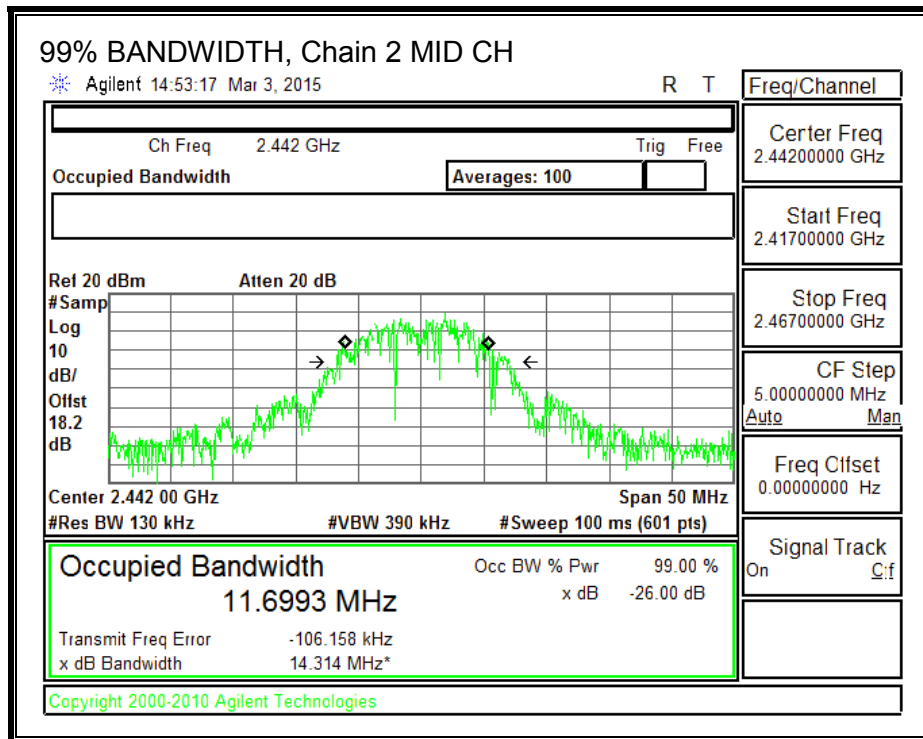 99% BANDWIDTH, Chain 2 MID CH
Agilent 14:53:17 Mar 3, 2015 R T
Freq/Channel
Ch Freq 2.442 GHz Trig Free
Occupied Bandwidth Averages: 100
Ref 20 dBm Atten 20 dB
#Samp
Log
10
dB/
Offst
18.2
dB
Center 2.442 00 GHz Span 50 MHz
#Res BW 130 kHz #VBW 390 kHz #Sweep 100 ms (601 pts)
Occupied Bandwidth Occ BW % Pwr 99.00 %
11.6993 MHz x dB -26.00 dB
Transmit Freq Error -106.158 kHz
x dB Bandwidth 14.314 MHz*
Copyright 2000-2010 Agilent Technologies
Center Freq
2.44200000 GHz
Start Freq
2.41700000 GHz
Stop Freq
2.46700000 GHz
CF Step
5.00000000 MHz
Auto Man
Freq Offset
0.00000000 Hz
Signal Track
On Off